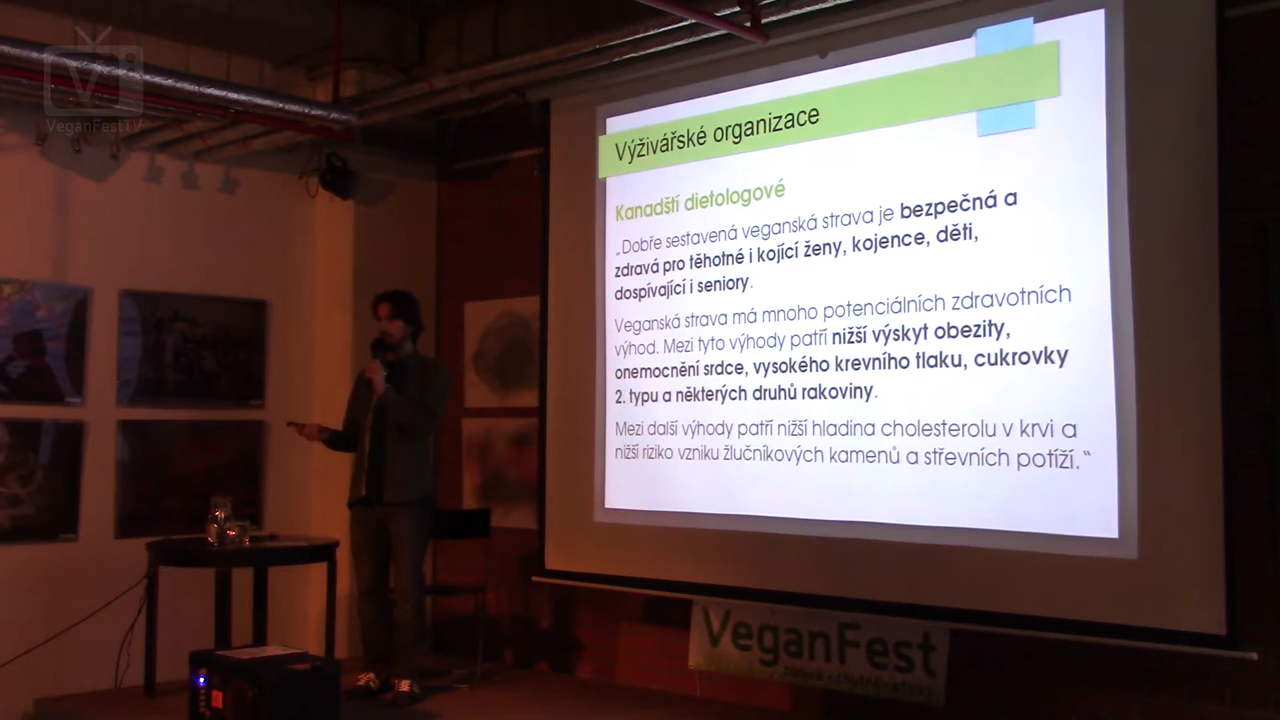 VeganFestTV
Výživářské organizace
Kanadští dietologové
„Dobře sestavená veganská strava je bezpečná a
zdravá pro těhotné i kojící ženy, kojence, děti,
dospívající i seniory.
Veganská strava má mnoho potenciálních zdravotních
výhod. Mezi tyto výhody patří nižší výskyt obezity,
onemocnění srdce, vysokého krevního tlaku, cukrovky
2. typu a některých druhů rakoviny.
Mezi další výhody patří nižší hladina cholesterolu v krvi a
nižší riziko vzniku žlučníkových kamenů a střevních potíží.“
VeganFest